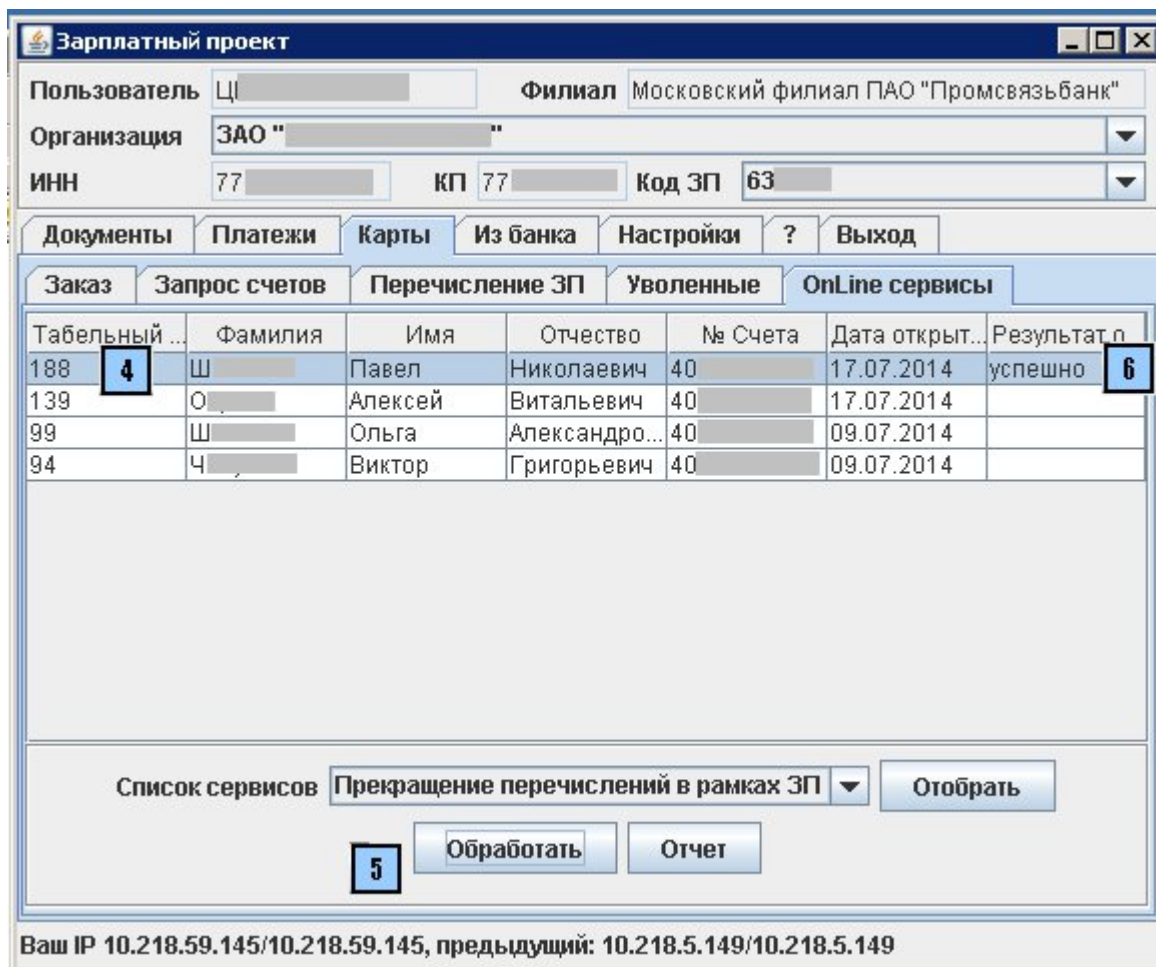 Зарплатный проект
Пользователь ЦІ Филиал Московский филиал ПАО "Промсвязьбанк"
Организация ЗАО " "
ИНН 77 КП 77 Код ЗП 63
Документы Платежи Карты Из банка Настройки ? Выход
Заказ Запрос счетов Перечисление ЗП Уволенные OnLine сервисы
Табельный ... Фамилия Имя Отчество № Счета Дата открыт... Результат о
188 4 Ш Павел Николаевич 40 17.07.2014 успешно 6
139 О Алексей Витальевич 40 17.07.2014
99 Ш Ольга Александро... 40 09.07.2014
94 Ч Виктор Григорьевич 40 09.07.2014
Список сервисов Прекращение перечислений в рамках ЗП Отобрать
5 Обработать Отчет
Ваш IP 10.218.59.145/10.218.59.145, предыдущий: 10.218.5.149/10.218.5.149